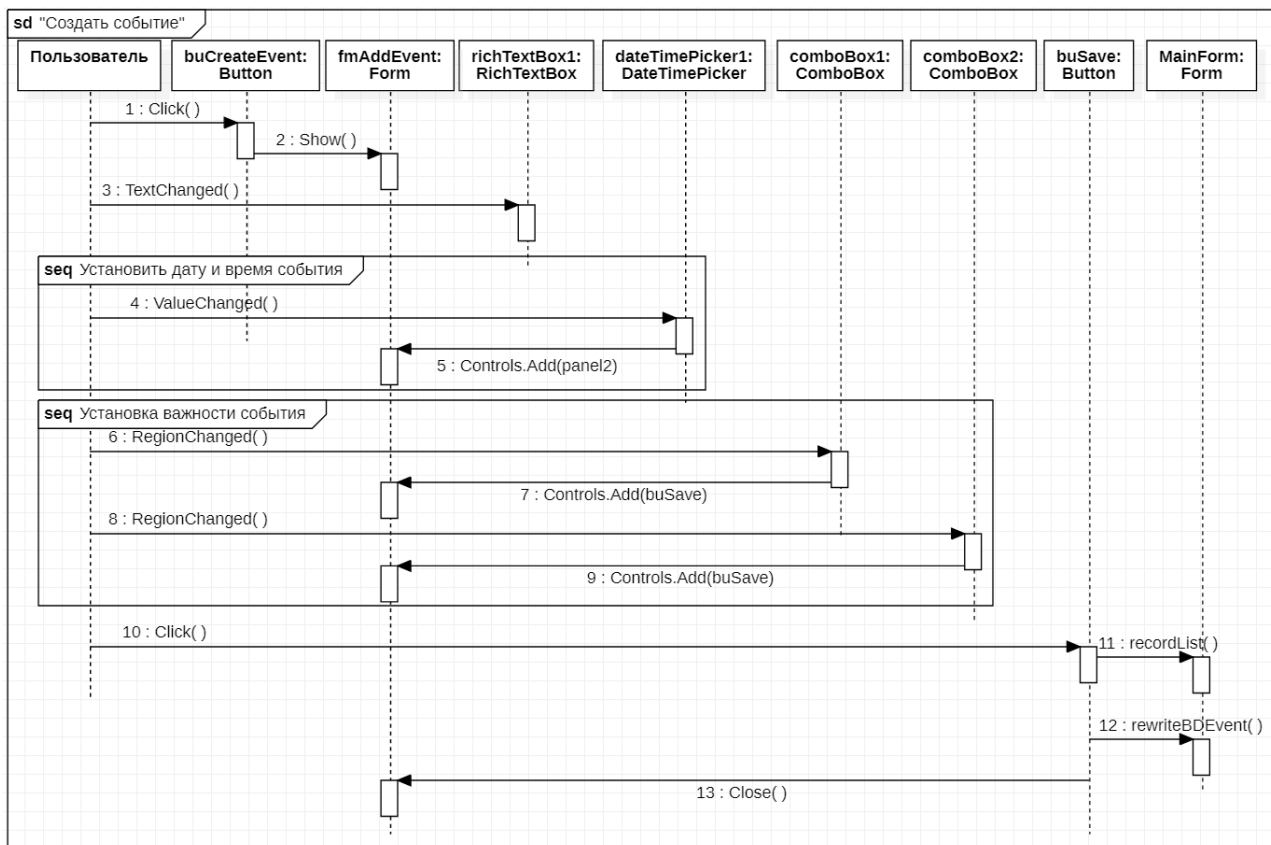 sd "Создать событие"
Пользователь
buCreateEvent:
Button
fmAddEvent:
Form
richTextBox1:
RichTextBox
dateTimePicker1:
DateTimePicker
comboBox1:
ComboBox
comboBox2:
ComboBox
buSave:
Button
MainForm:
Form
1 : Click( )
2 : Show( )
3 : TextChanged( )
seq Установить дату и время события
4 : ValueChanged( )
5 : Controls.Add(panel2)
seq Установка важности события
6 : RegionChanged( )
7 : Controls.Add(buSave)
8 : RegionChanged( )
9 : Controls.Add(buSave)
10 : Click( )
11 : recordList( )
12 : rewriteBDEvent( )
13 : Close( )